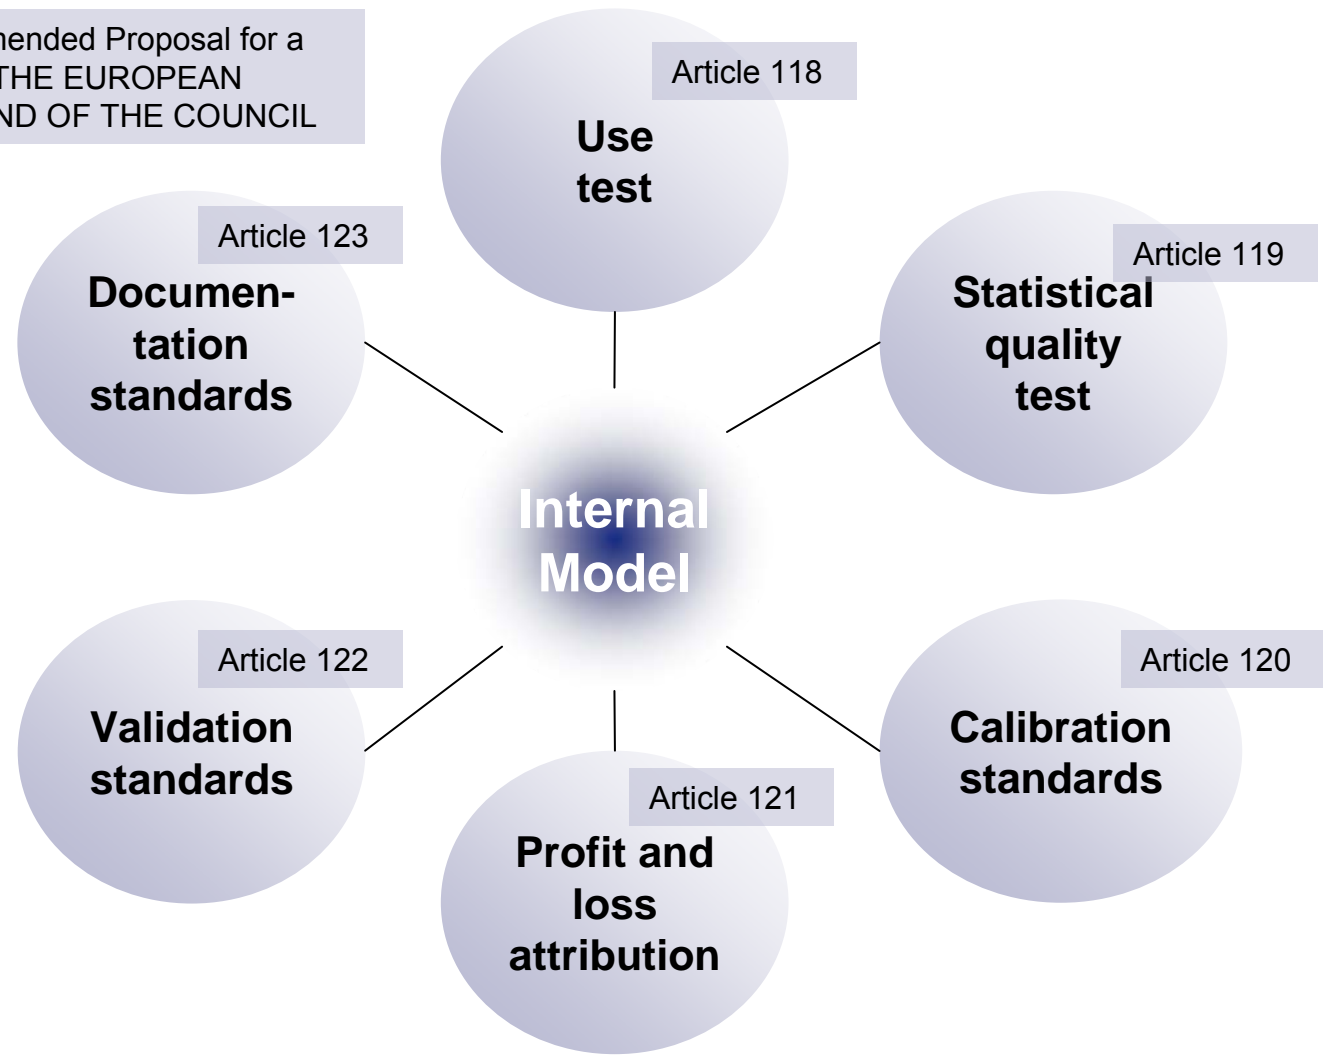 ended Proposal for a
THE EUROPEAN
ND OF THE COUNCIL
Article 118
Use
test
Article 123
Documen-
tation
standards
Article 119
Statistical
quality
test
Internal
Model
Article 122
Validation
standards
Article 120
Calibration
standards
Article 121
Profit and
loss
attribution